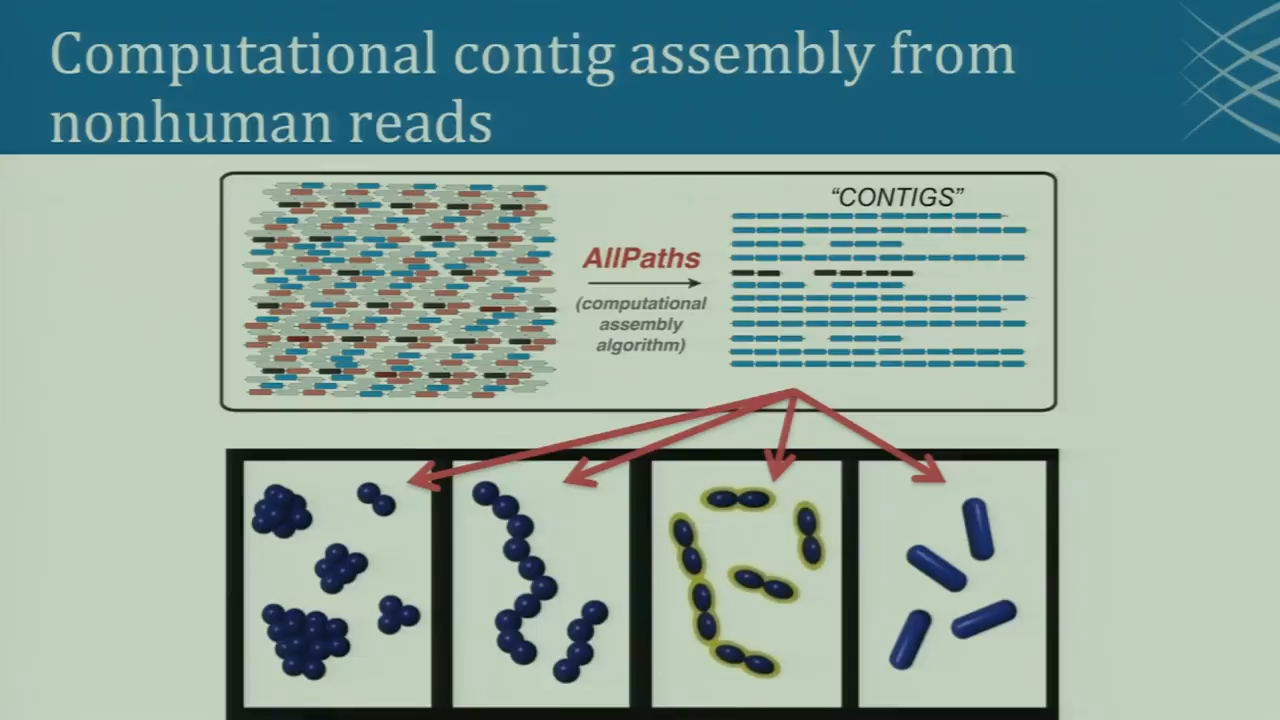 Computational contig assembly from
nonhuman reads
"CONTIGS"
AllPaths
(computational
assembly
algorithm)